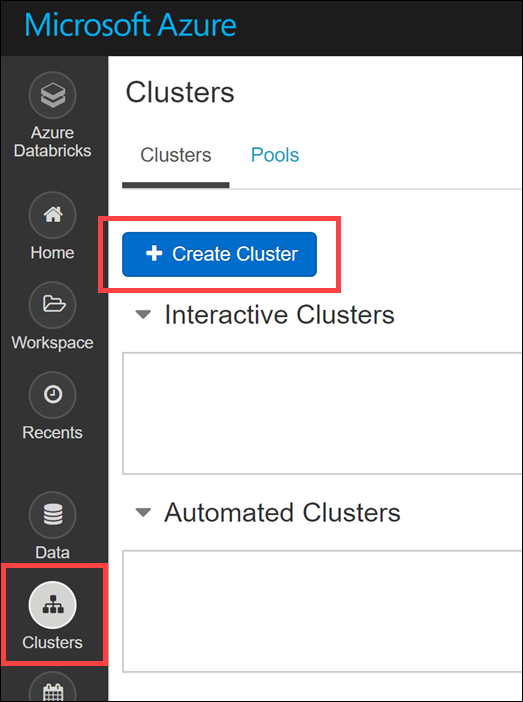 Microsoft Azure
Azure
Databricks
Home
Workspace
Recents
Data
Clusters
Clusters
Clusters
Pools
Create Cluster
Interactive Clusters
Automated Clusters